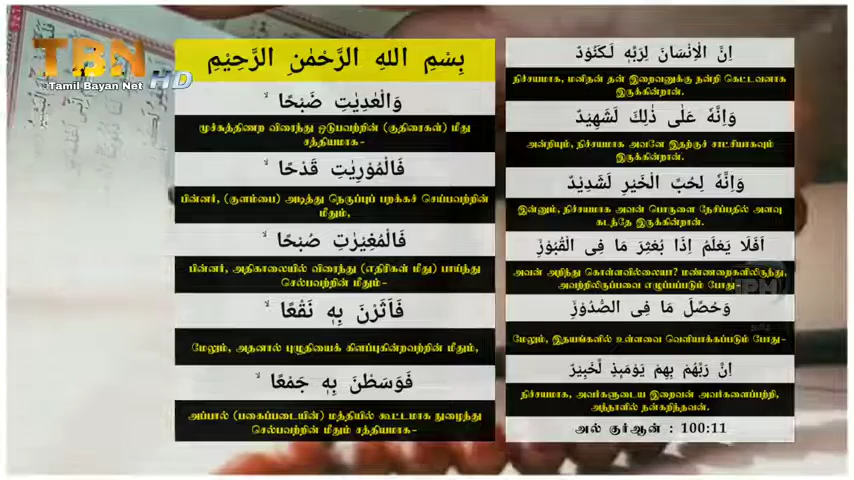 TBN HD
Tamil Bayan Net
بِسْمِ اللهِ الرَّحْمٰنِ الرَّحِيْمِ
وَالْعٰدِيٰتِ ضَبْحًا ۙ
மூச்சுத்திணற விரைந்து ஓடுபவற்றின் (குதிரைகள்) மீது
சத்தியமாக-
فَالْمُوْرِيٰتِ قَدْحًا ۙ
பின்னர், (குளம்பை) அடித்து நெருப்புப் பறக்கச் செய்பவற்றின்
மீதும்,
فَالْمُغِيْرٰتِ صُبْحًا ۙ
பின்னர், அதிகாலையில் விரைந்து (எதிரிகள் மீது) பாய்ந்து
செல்பவற்றின் மீதும்-
فَاَثَرْنَ بِهٖ نَقْعًا ۙ
மேலும், அதனால் புழுதியைக் கிளப்புகின்றவற்றின் மீதும்,
فَوَسَطْنَ بِهٖ جَمْعًا ۙ
அப்பால் (பகைப்படையின்) மத்தியில் கூட்டமாக நுழைந்து
செல்பவற்றின் மீதும் சத்தியமாக-
اِنَّ الْاِنْسَانَ لِرَبِّهٖ لَكَنُوْدٌ
நிச்சயமாக, மனிதன் தன் இறைவனுக்கு நன்றி கெட்டவனாக
இருக்கின்றான்.
وَاِنَّهٗ عَلٰى ذٰلِكَ لَشَهِيْدٌ
அன்றியும், நிச்சயமாக அவனே இதற்குச் சாட்சியாகவும்
இருக்கின்றான்.
وَاِنَّهٗ لِحُبِّ الْخَيْرِ لَشَدِيْدٌ
இன்னும், நிச்சயமாக அவன் பொருளை நேசிப்பதில் அளவு
கடந்தே இருக்கின்றான்.
اَفَلَا يَعْلَمُ اِذَا بُعْثِرَ مَا فِى الْقُبُوْرِۙ
அவன் அறிந்து கொள்ளவில்லையா? மண்ணறைகளிலிருந்து,
அவற்றிலிருப்பவை எழுப்பப்படும் போது-
وَحُصِّلَ مَا فِى الصُّدُوْرِۙ
மேலும், இதயங்களில் உள்ளவை வெளியாக்கப்படும் போது-
اِنَّ رَبَّهُمْ بِهِمْ يَوْمَٮِٕذٍ لَّخَبِيْرٌ
நிச்சயமாக, அவர்களுடைய இறைவன் அவர்களைப்பற்றி,
அந்நாளில் நன்கறிந்தவன்.
அல் குர்ஆன் : 100:11